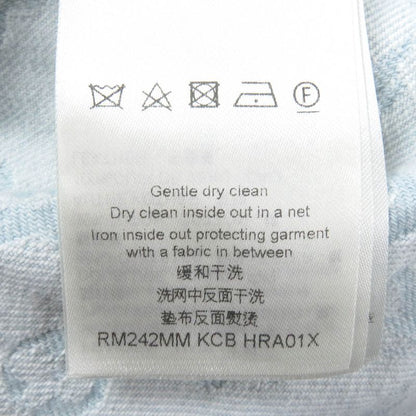 F
Gentle dry clean
Dry clean inside out in a net
Iron inside out protecting garment
with a fabric in between
缓和干洗
洗网中反面干洗
垫布反面熨烫
RM242MM KCB HRA01X